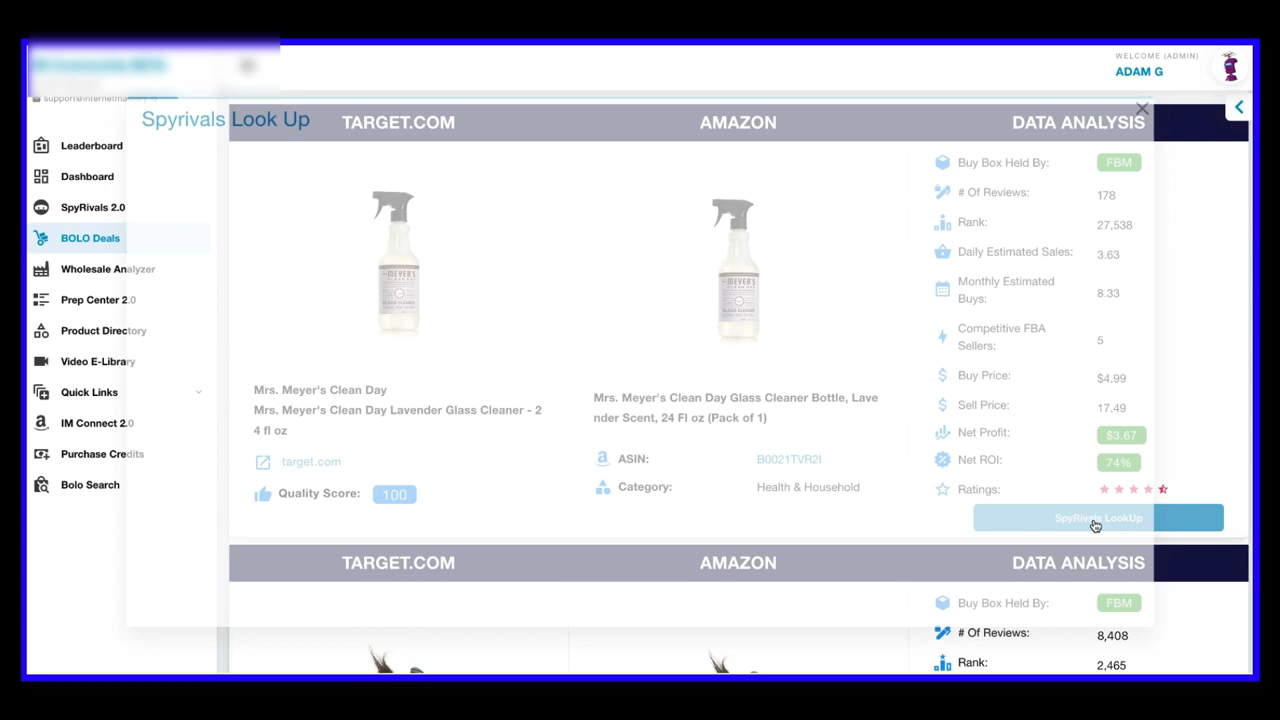 WELCOME (ADMIN)
ADAM G
Spyrivals Look Up
Leaderboard
Dashboard
SpyRivals 2.0
BOLO Deals
Wholesale Analyzer
Prep Center 2.0
Product Directory
Video E-Library
Quick Links
IM Connect 2.0
Purchase Credits
Bolo Search
TARGET.COM
AMAZON
DATA ANALYSIS
Mrs. Meyer's Clean Day
Mrs. Meyer's Clean Day Lavender Glass Cleaner - 2
4 fl oz
target.com
Quality Score: 100
Mrs. Meyer's Clean Day Glass Cleaner Bottle, Lave
nder Scent, 24 Fl oz (Pack of 1)
ASIN: B0021TVR2I
Category: Health & Household
Buy Box Held By: FBM
# Of Reviews: 178
Rank: 27,538
Daily Estimated Sales: 3.63
Monthly Estimated
Buys: 8.33
Competitive FBA
Sellers: 5
Buy Price: $4.99
Sell Price: 17.49
Net Profit: $3.67
Net ROI: 74%
Ratings:
SpyRivals LookUp
TARGET.COM
AMAZON
DATA ANALYSIS
Buy Box Held By: FBM
# Of Reviews: 8,408
Rank: 2,465